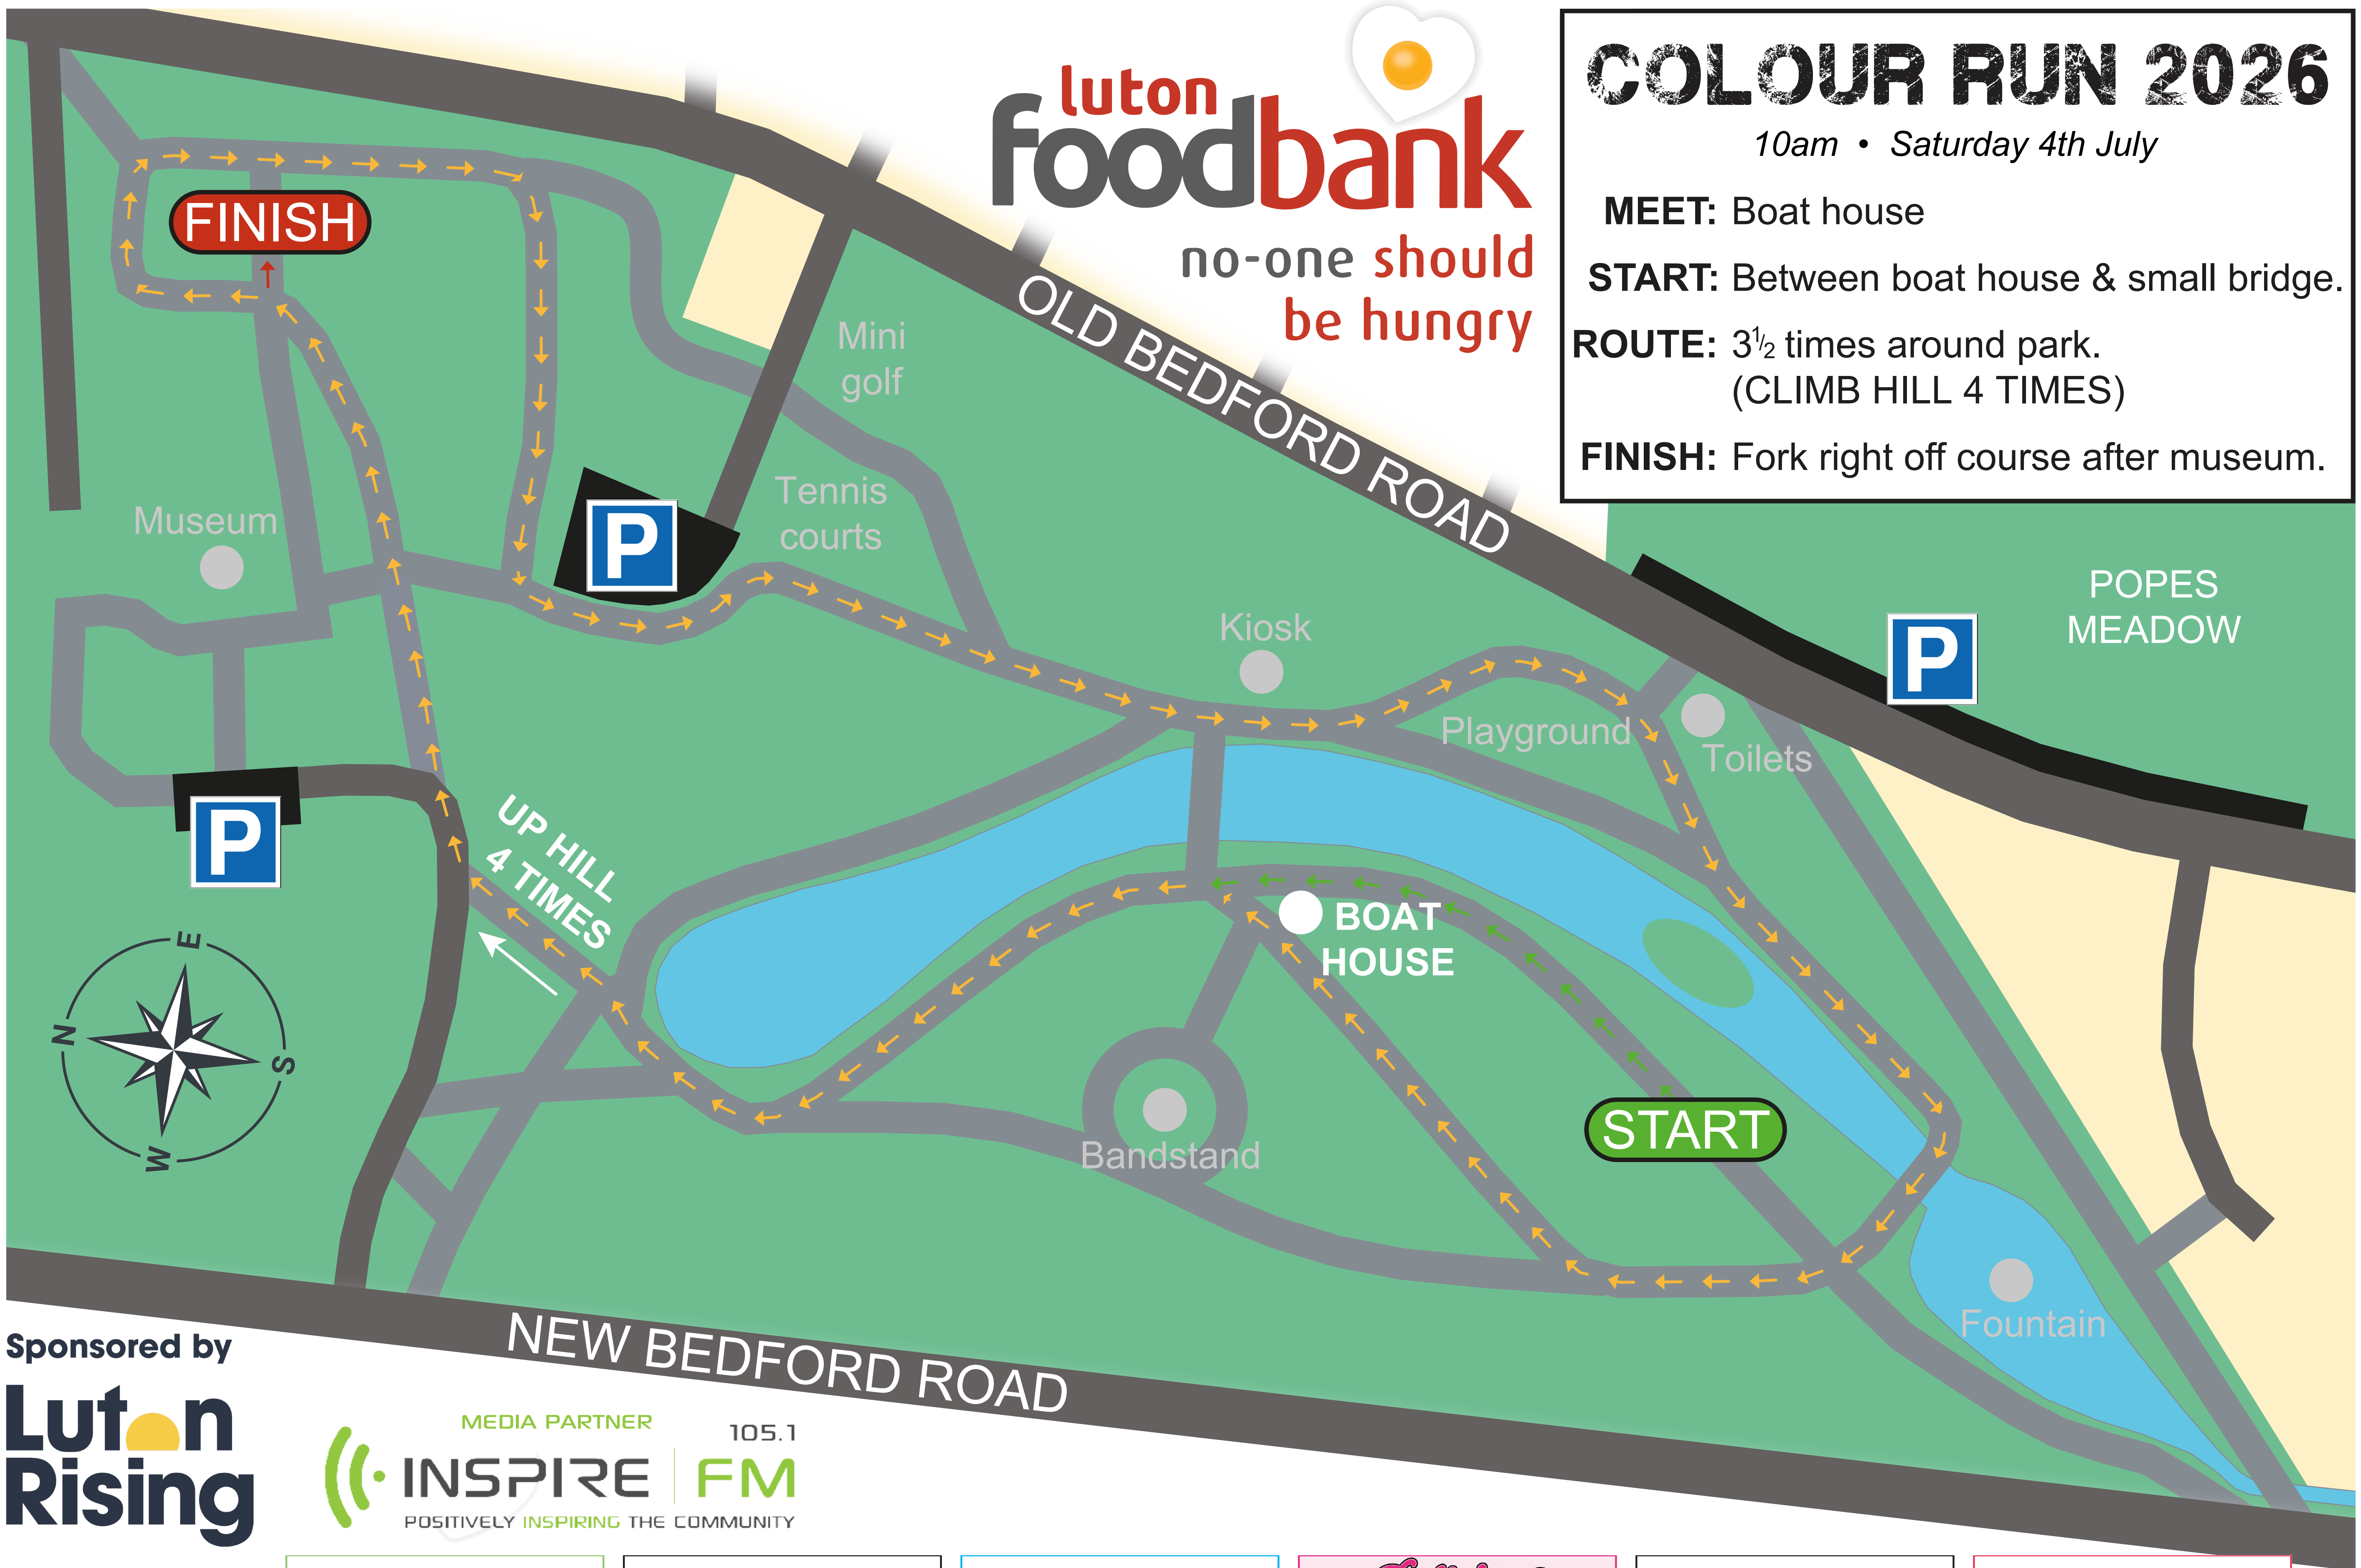 luton
foodbank
no-one should
be hungry
COLOUR RUN 2026
10am • Saturday 4th July
MEET: Boat house
START: Between boat house & small bridge.
ROUTE: 3½ times around park.
(CLIMB HILL 4 TIMES)
FINISH: Fork right off course after museum.
FINISH
Mini
golf
OLD BEDFORD ROAD
Museum
P
Tennis
courts
POPES
MEADOW
Kiosk
P
Playground
Toilets
P
UP HILL
4 TIMES
BOAT
HOUSE
E
N
S
W
START
Bandstand
Fountain
NEW BEDFORD ROAD
Sponsored by
Luton
Rising
MEDIA PARTNER
105.1
INSPIRE FM
POSITIVELY INSPIRING THE COMMUNITY